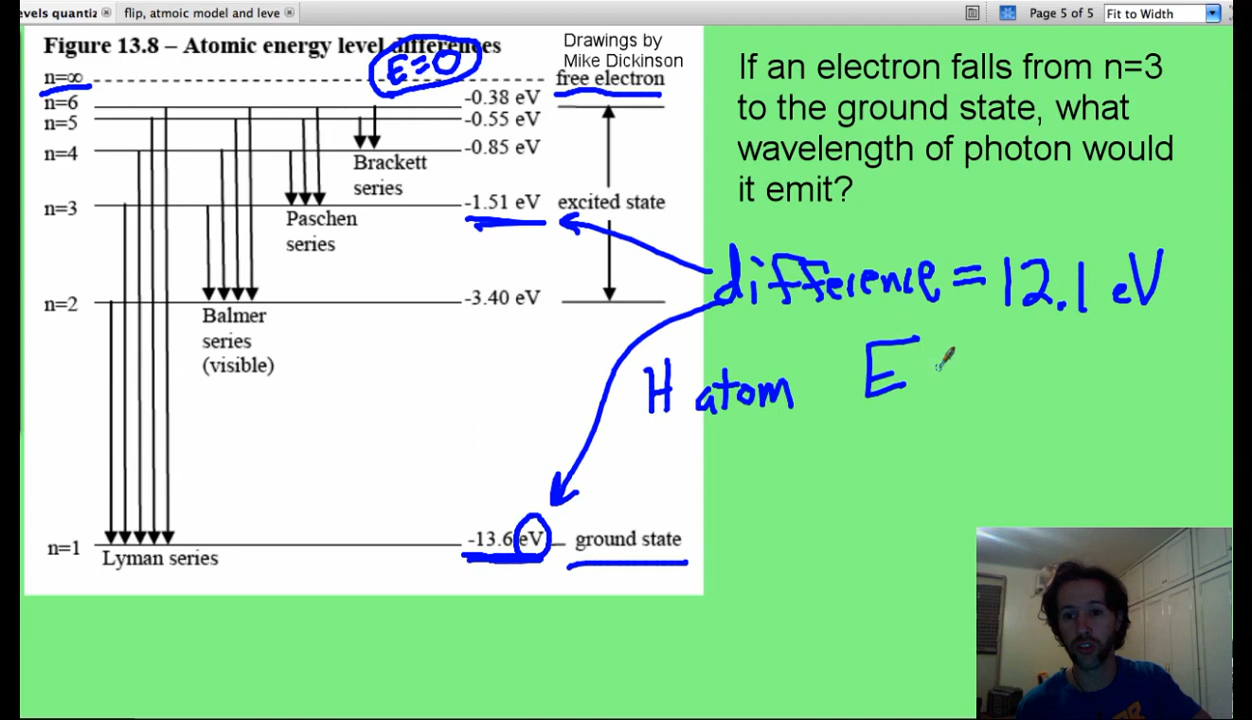 evels quantiz
flip, atmoic model and leve
Page 5 of 5
Fit to Width
Figure 13.8 – Atomic energy level differences
Drawings by
Mike Dickinson
E=0
n=∞
free electron
n=6
-0.38 eV
n=5
-0.55 eV
n=4
-0.85 eV
Brackett
series
n=3
-1.51 eV
excited state
Paschen
series
n=2
-3.40 eV
Balmer
series
(visible)
n=1
-13.6 eV
ground state
Lyman series
If an electron falls from n=3
to the ground state, what
wavelength of photon would
it emit?
difference = 12.1 eV
H atom
E